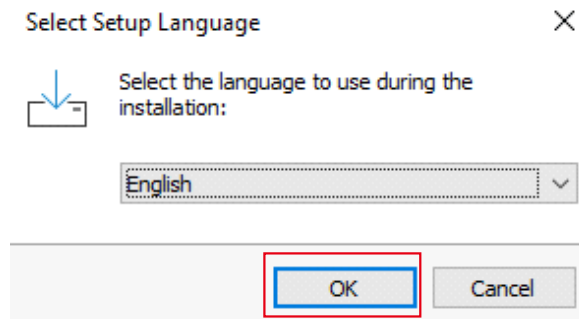 Select Setup Language
Select the language to use during the
installation:
English
OK
Cancel